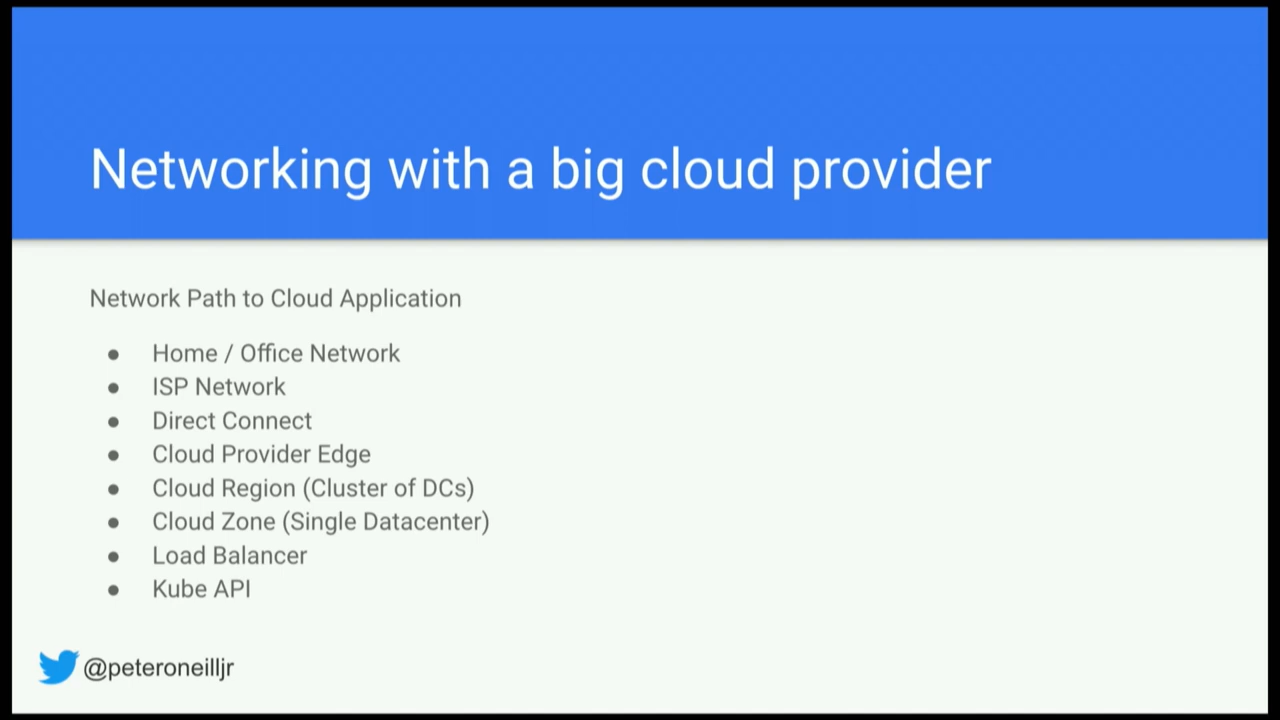 Networking with a big cloud provider
Network Path to Cloud Application
● Home / Office Network
● ISP Network
● Direct Connect
● Cloud Provider Edge
● Cloud Region (Cluster of DCs)
● Cloud Zone (Single Datacenter)
● Load Balancer
● Kube API
@peteroneilljr